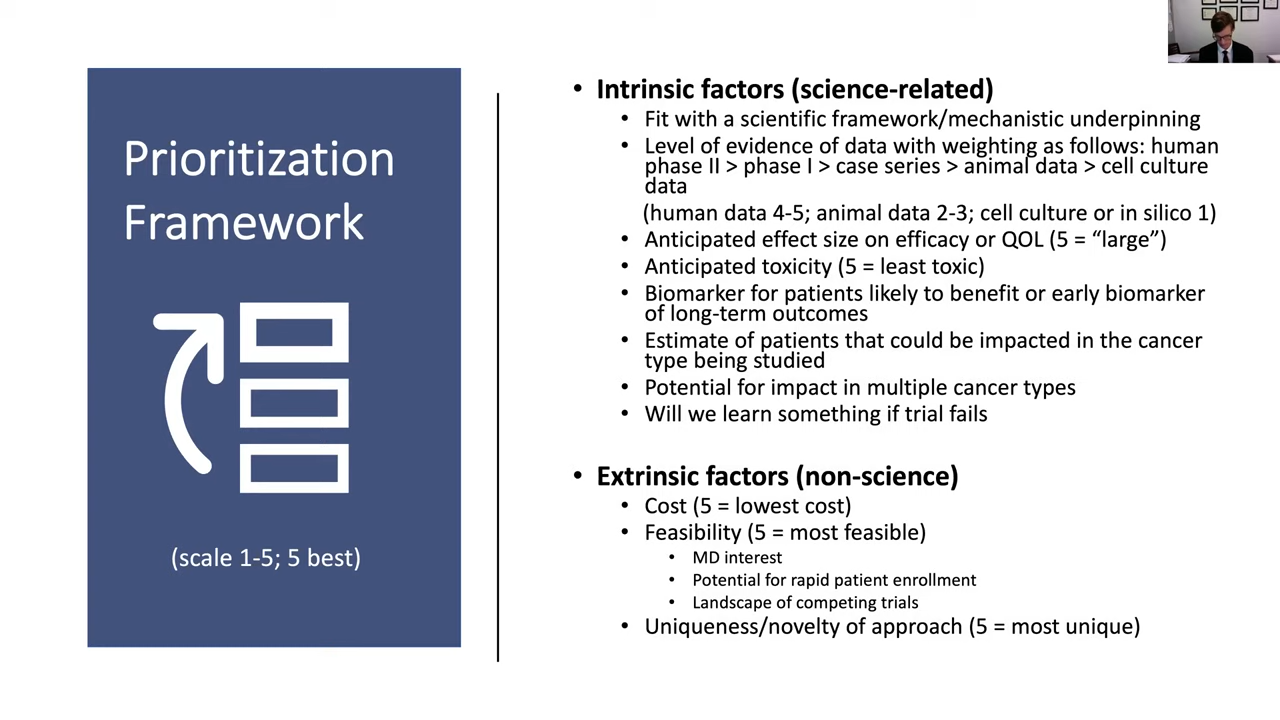 Prioritization
Framework
(scale 1-5; 5 best)
• Intrinsic factors (science-related)
• Fit with a scientific framework/mechanistic underpinning
• Level of evidence of data with weighting as follows: human
phase II > phase I > case series > animal data > cell culture
data
(human data 4-5; animal data 2-3; cell culture or in silico 1)
• Anticipated effect size on efficacy or QOL (5 = “large”)
• Anticipated toxicity (5 = least toxic)
• Biomarker for patients likely to benefit or early biomarker
of long-term outcomes
• Estimate of patients that could be impacted in the cancer
type being studied
• Potential for impact in multiple cancer types
• Will we learn something if trial fails
• Extrinsic factors (non-science)
• Cost (5 = lowest cost)
• Feasibility (5 = most feasible)
• MD interest
• Potential for rapid patient enrollment
• Landscape of competing trials
• Uniqueness/novelty of approach (5 = most unique)